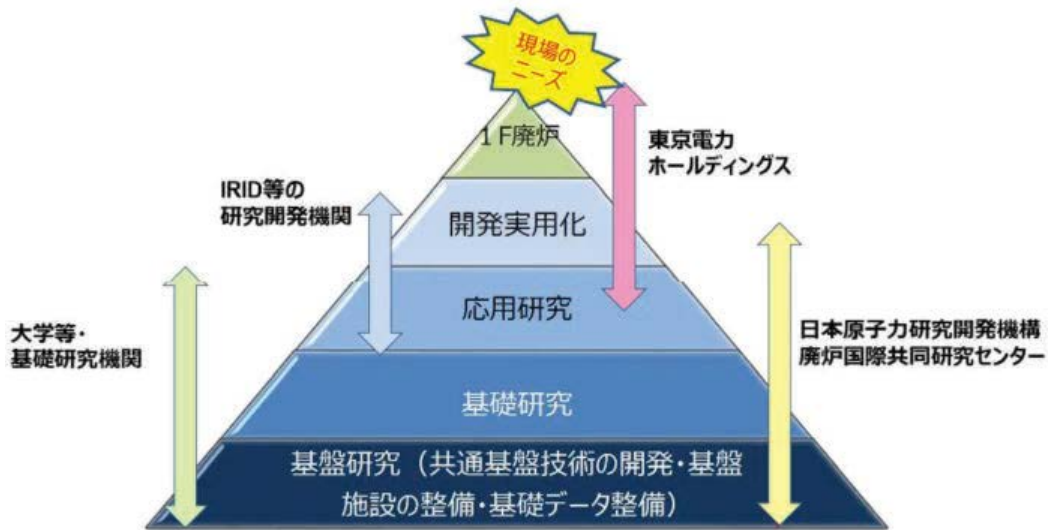 現場の
ニーズ
1F廃炉
東京電力
ホールディングス
IRID等の
研究開発機関
開発実用化
応用研究
大学等・
基礎研究機関
日本原子力研究開発機構
廃炉国際共同研究センター
基礎研究
基盤研究（共通基盤技術の開発・基盤
施設の整備・基礎データ整備）